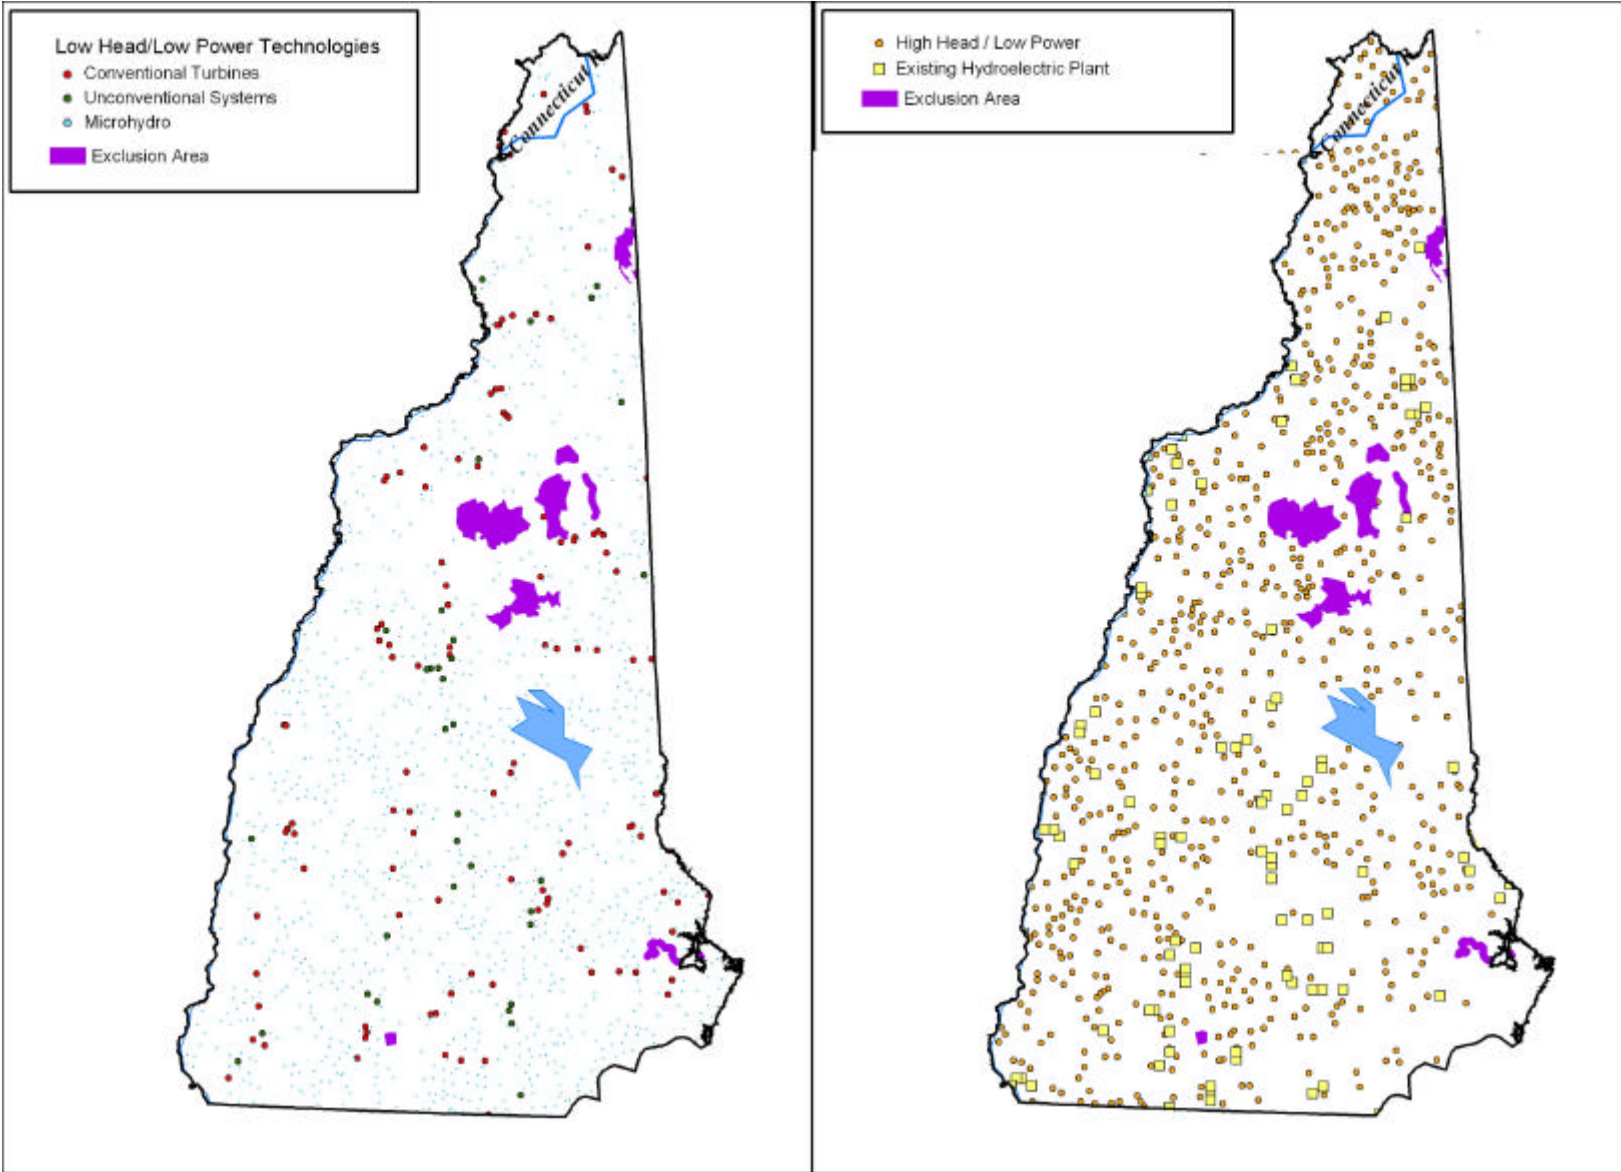 Low Head/Low Power Technologies
Conventional Turbines
Unconventional Systems
Microhydro
Exclusion Area
Connecticut R
High Head / Low Power
Existing Hydroelectric Plant
Exclusion Area
Connecticut R